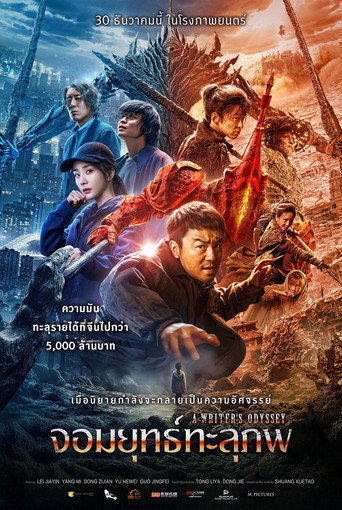 30 ธันวาคมนี้ ในโรงภาพยนตร์
ความมัน
ทะลุรายได้ที่จีนไปกว่า
5,000 ล้านบาท
เมื่อนิยายกำลังจะกลายเป็นความอัศจรรย์
A WRITER'S ODYSSEY
จอมยุทธ์ทะลุภพ
LEI JIAYIN YANG MI DONG ZIJIAN YU HEWEI GUO JINGFEI TONG LIYA DONG JIE SHUANG XUETAO
M PICTURES